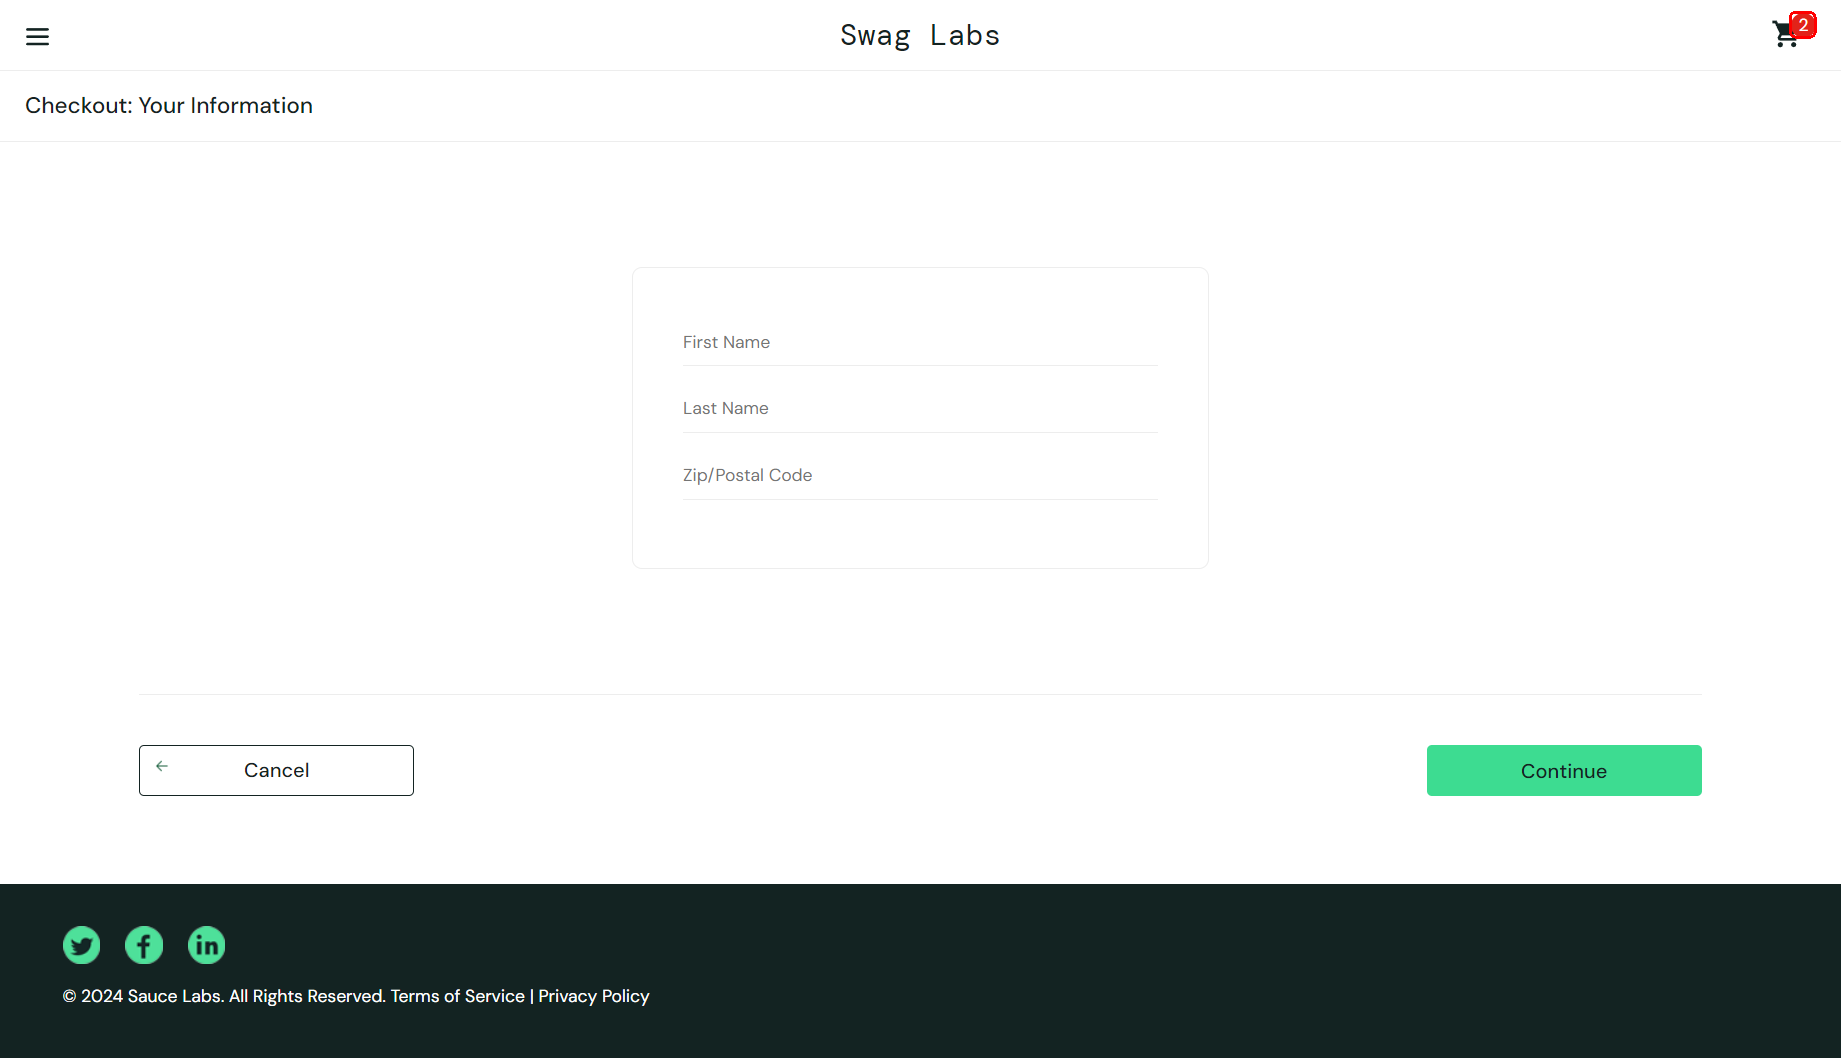 Swag Labs
2
Checkout: Your Information
First Name
Last Name
Zip/Postal Code
Cancel
Continue
© 2024 Sauce Labs. All Rights Reserved. Terms of Service | Privacy Policy